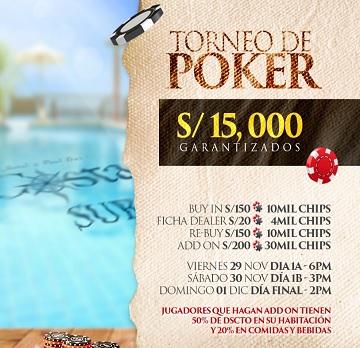 TORNEO DE
POKER
S/ 15,000
GARANTIZADOS
BUY IN S/150 10MIL CHIPS
FICHA DEALER S/20 4MIL CHIPS
RE-BUY S/150 10MIL CHIPS
ADD ON S/200 30MIL CHIPS
VIERNES 29 NOV DIA 1A - 6PM
SÁBADO 30 NOV DÍA 1B - 3PM
DOMINGO 01 DIC DÍA FINAL - 2PM
JUGADORES QUE HAGAN ADD ON TIENEN
50% DE DSCTO EN SU HABITACIÓN
Y 20% EN COMIDAS Y BEBIDAS